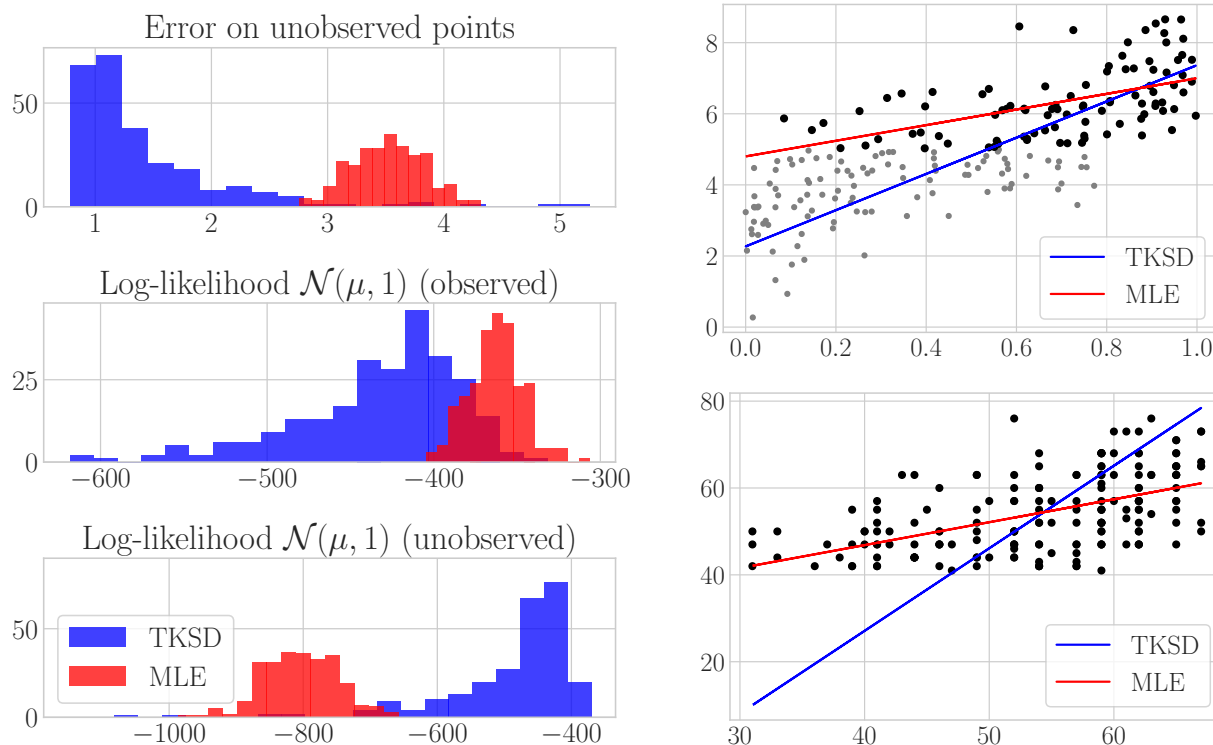 Error on unobserved points
50
0
1 2 3 4 5
Log-likelihood 𝒩(μ, 1) (observed)
25
0
−600 −500 −400 −300
Log-likelihood 𝒩(μ, 1) (unobserved)
50
0
TKSD
MLE
−1000 −800 −600 −400
8
6
4
2
0
TKSD
MLE
0.0 0.2 0.4 0.6 0.8 1.0
80
60
40
20
TKSD
MLE
30 40 50 60